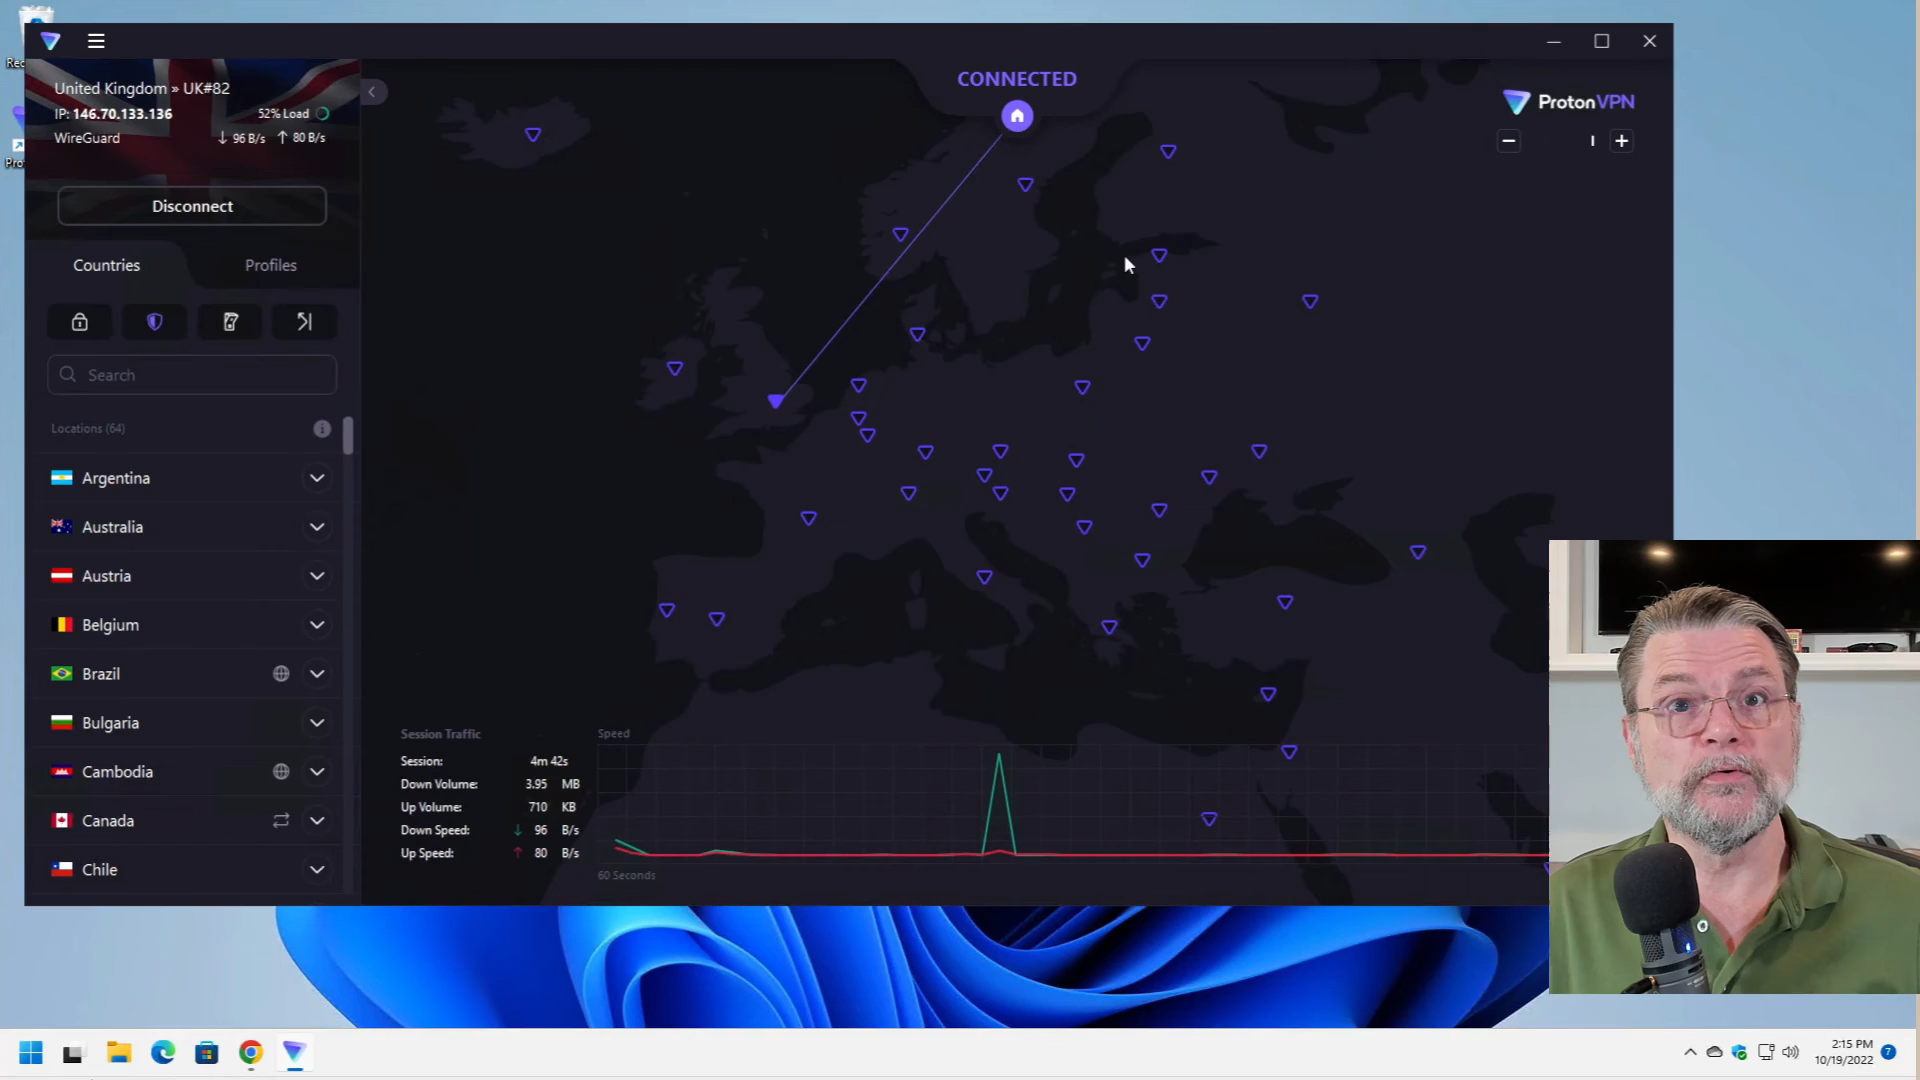 Rec
Pro
United Kingdom » UK#82
IP: 146.70.133.136
52% Load
WireGuard
96 B/s
80 B/s
Disconnect
Countries
Profiles
Search
Locations (64)
Argentina
Australia
Austria
Belgium
Brazil
Bulgaria
Cambodia
Canada
Chile
CONNECTED
ProtonVPN
Session Traffic
Session: 4m 42s
Down Volume: 3.95 MB
Up Volume: 710 KB
Down Speed: 96 B/s
Up Speed: 80 B/s
Speed
60 Seconds
2:15 PM
10/19/2022
7